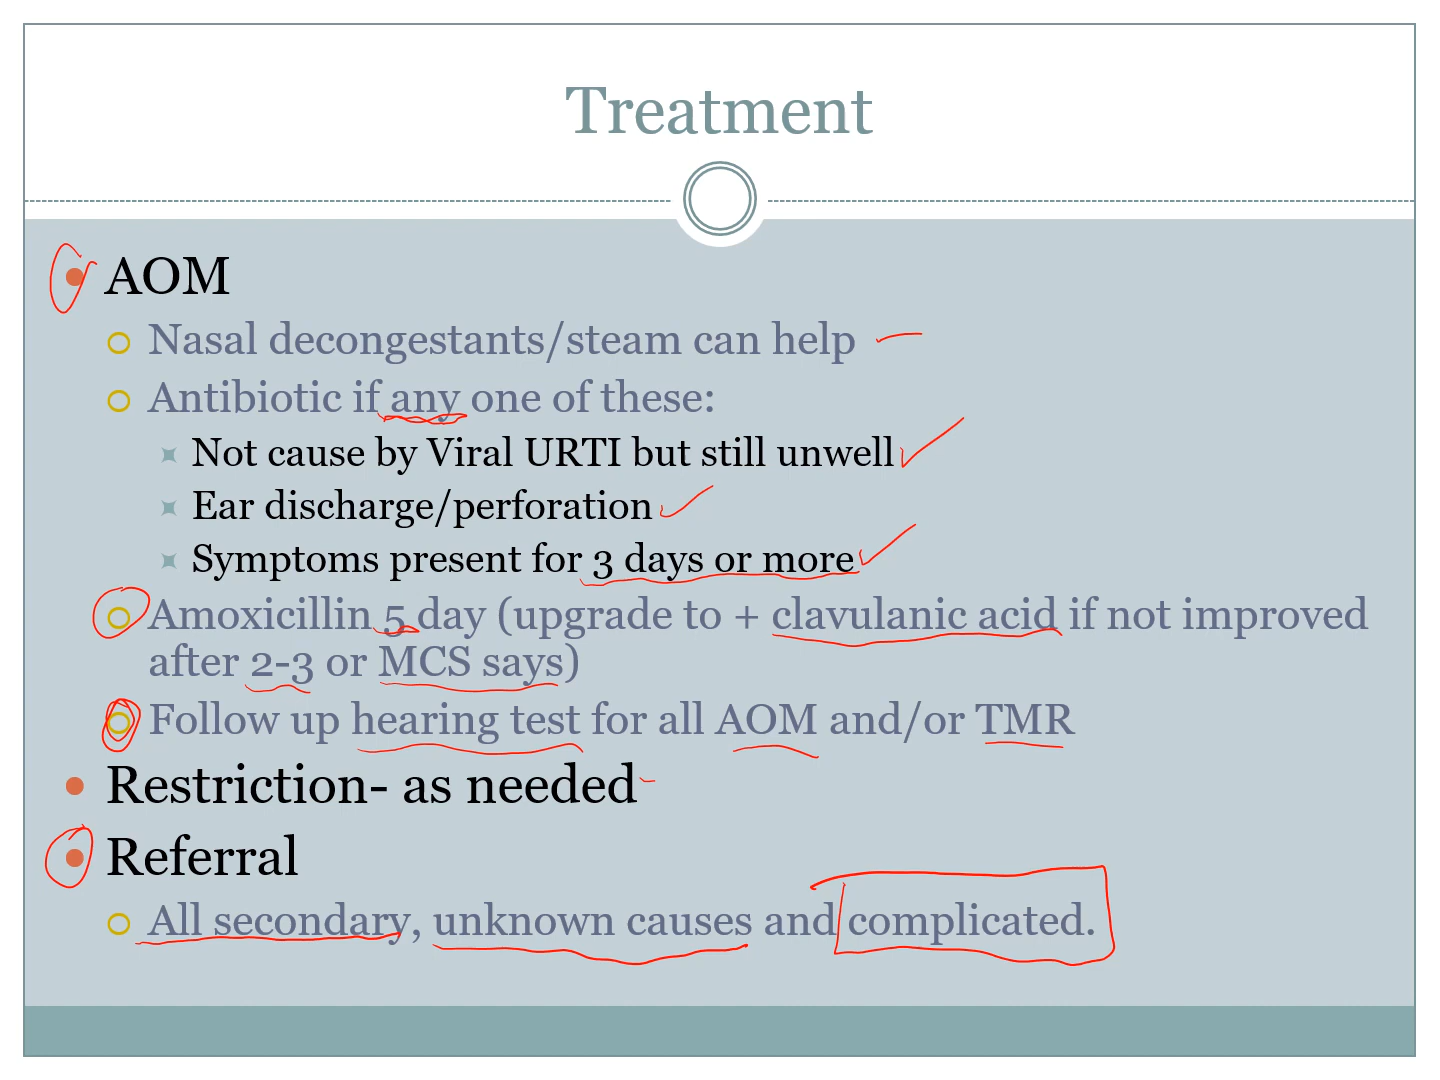 Treatment
AOM
Nasal decongestants/steam can help
Antibiotic if any one of these:
Not cause by Viral URTI but still unwell
Ear discharge/perforation
Symptoms present for 3 days or more
Amoxicillin 5 day (upgrade to + clavulanic acid if not improved
after 2-3 or MCS says)
Follow up hearing test for all AOM and/or TMR
Restriction- as needed
Referral
All secondary, unknown causes and complicated.